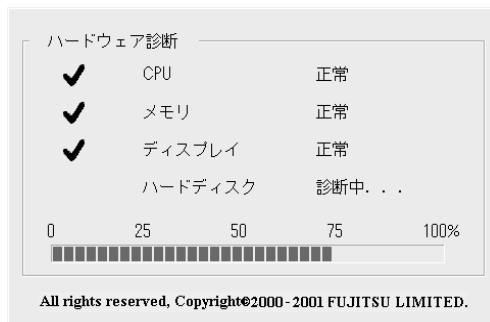 ハードウェア診断
CPU 正常
メモリ 正常
ディスプレイ 正常
ハードディスク 診断中...
0 25 50 75 100%
All rights reserved, Copyright©2000-2001 FUJITSU LIMITED.